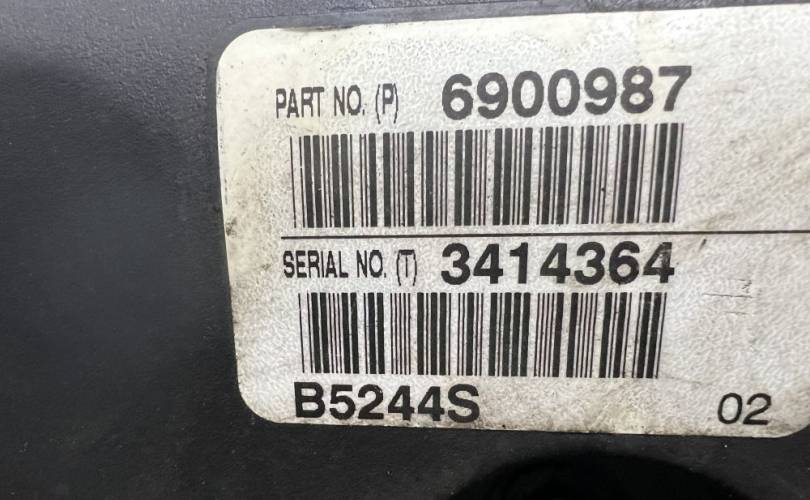 PART NO. (P) 6900987
SERIAL NO. (T) 3414364
B5244S 02